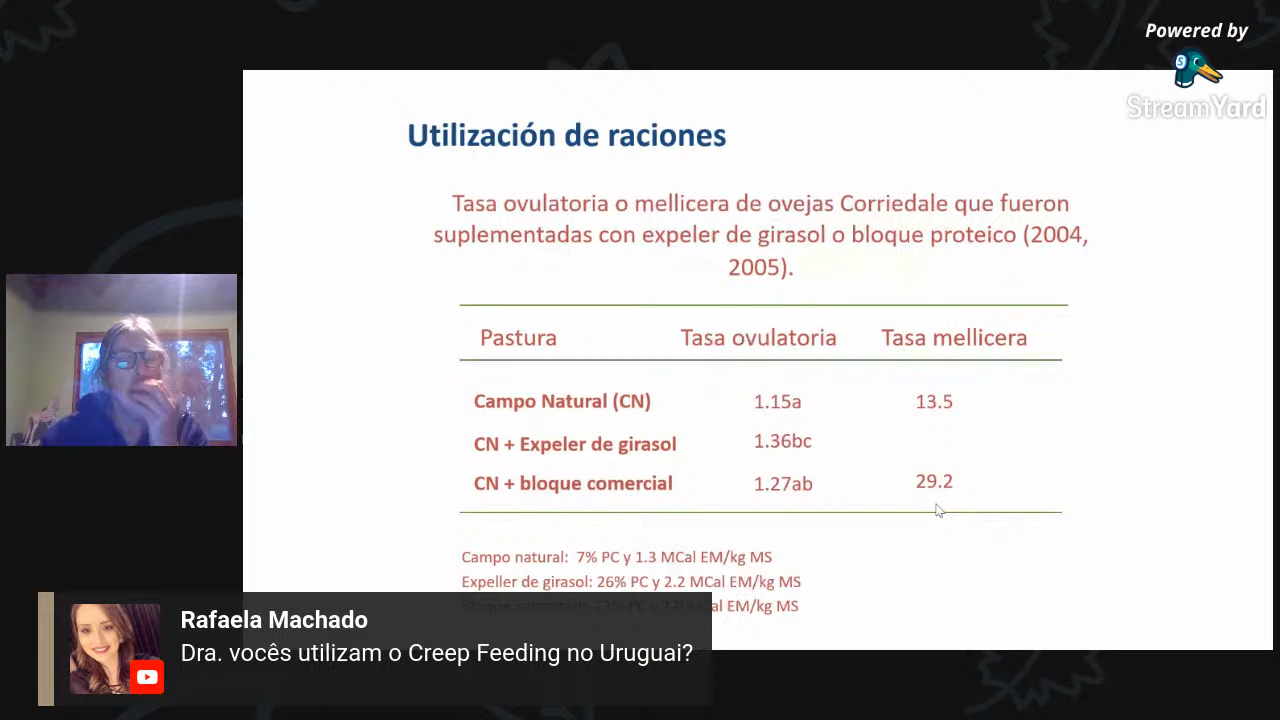 Powered by
StreamYard
Utilización de raciones
Tasa ovulatoria o mellicera de ovejas Corriedale que fueron
suplementadas con expeler de girasol o bloque proteico (2004,
2005).
Pastura Tasa ovulatoria Tasa mellicera
Campo Natural (CN) 1.15a 13.5
CN + Expeler de girasol 1.36bc
CN + bloque comercial 1.27ab 29.2
Campo natural: 7% PC y 1.3 MCal EM/kg MS
Expeller de girasol: 26% PC y 2.2 MCal EM/kg MS
EM/kg MS
Rafaela Machado
Dra. vocês utilizam o Creep Feeding no Uruguai?